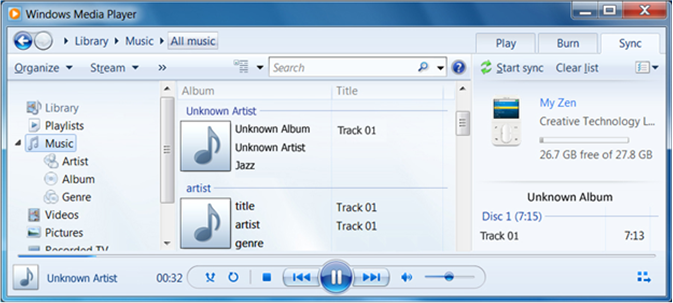 Windows Media Player
Library Music All music
Play Burn Sync
Organize Stream » Search
Start sync Clear list
Album Title
Library
Playlists
Music
Artist
Album
Genre
Videos
Pictures
Recorded TV
Unknown Artist
Unknown Album Track 01
Unknown Artist
Jazz
artist
title Track 01
artist Track 01
genre
My Zen
Creative Technology L...
26.7 GB free of 27.8 GB
Unknown Album
Disc 1 (7:15)
Track 01 7:13
Unknown Artist 00:32